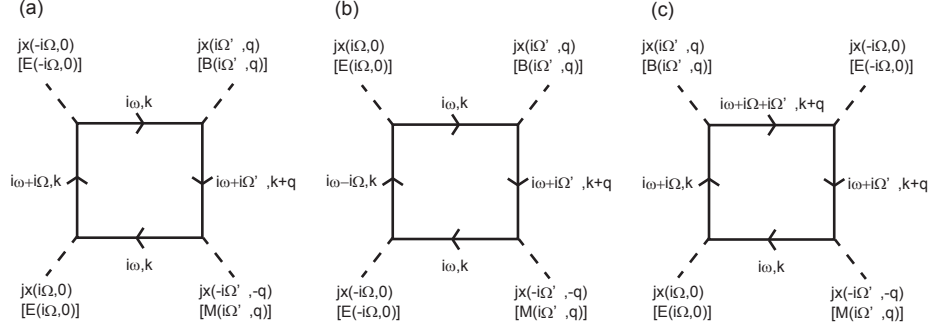 (a)
jx(-iΩ,0)
[E(-iΩ,0)]
jx(iΩ' ,q)
[B(iΩ' ,q)]
iω,k
iω+iΩ,k
iω+iΩ' ,k+q
iω,k
jx(iΩ,0)
[E(iΩ,0)]
jx(-iΩ' ,-q)
[M(iΩ' ,q)]
(b)
jx(iΩ,0)
[E(iΩ,0)]
jx(iΩ' ,q)
[B(iΩ' ,q)]
iω,k
iω−iΩ,k
iω+iΩ' ,k+q
iω,k
jx(-iΩ,0)
[E(-iΩ,0)]
jx(-iΩ' ,-q)
[M(iΩ' ,q)]
(c)
jx(iΩ' ,q)
[B(iΩ' ,q)]
jx(-iΩ,0)
[E(-iΩ,0)]
iω+iΩ+iΩ' ,k+q
iω+iΩ,k
iω+iΩ' ,k+q
iω,k
jx(iΩ,0)
[E(iΩ,0)]
jx(-iΩ' ,-q)
[M(iΩ' ,q)]